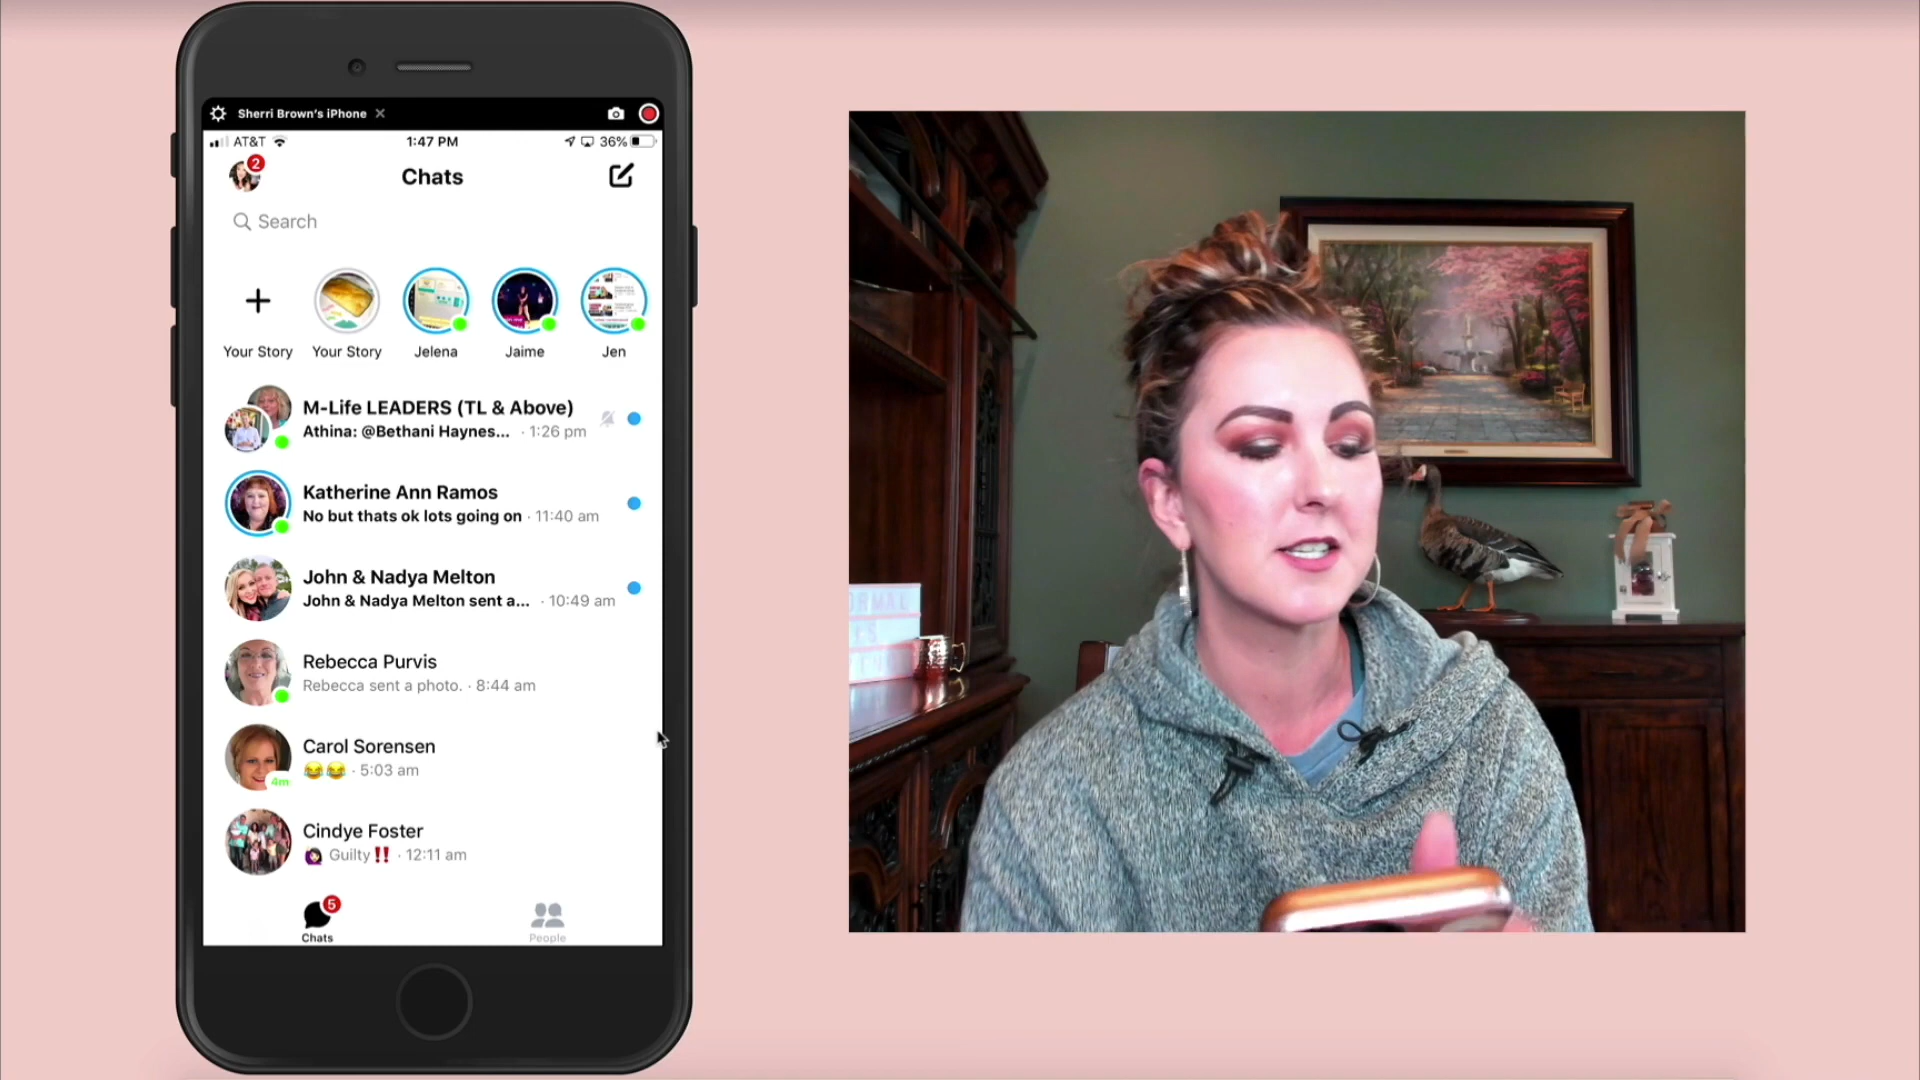 Sherri Brown's iPhone
AT&T 1:47 PM 36%
2
Chats
Search
Your Story Your Story Jelena Jaime Jen
M-Life LEADERS (TL & Above)
Athina: @Bethani Haynes... · 1:26 pm
Katherine Ann Ramos
No but thats ok lots going on · 11:40 am
John & Nadya Melton
John & Nadya Melton sent a... · 10:49 am
Rebecca Purvis
Rebecca sent a photo. · 8:44 am
Carol Sorensen
😂😂 · 5:03 am
4m
Cindye Foster
🙋🏻‍♀️ Guilty‼️ · 12:11 am
5
Chats People